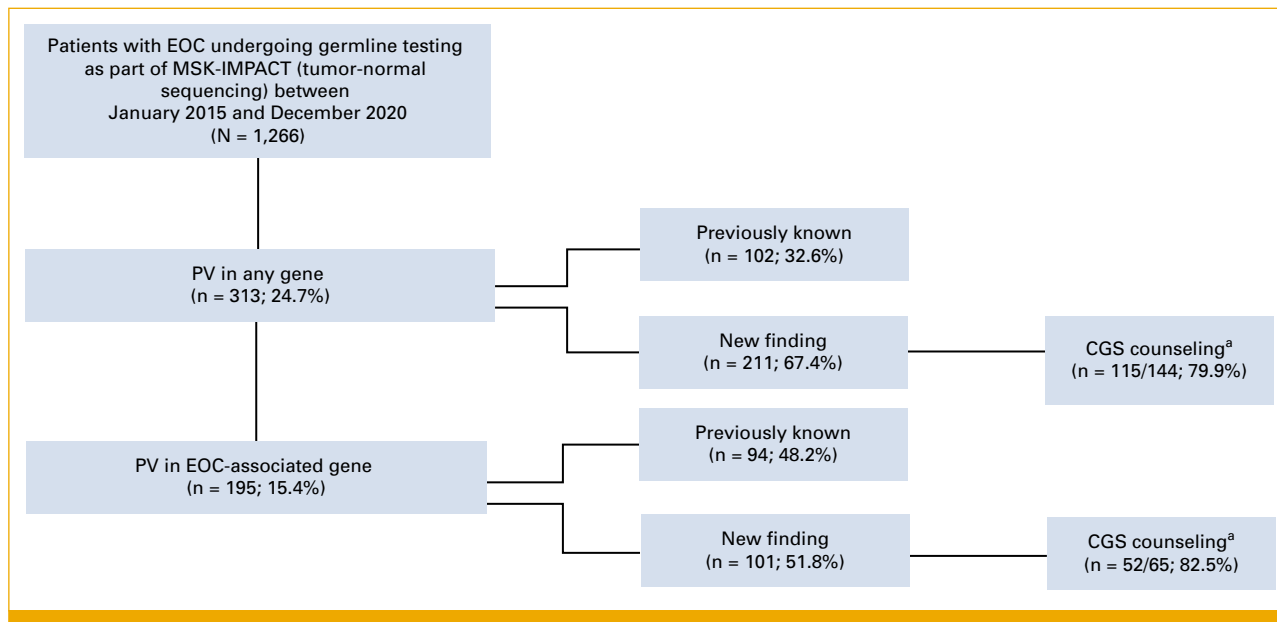 Patients with EOC undergoing germline testing
as part of MSK-IMPACT (tumor-normal
sequencing) between
January 2015 and December 2020
(N = 1,266)
PV in any gene
(n = 313; 24.7%)
Previously known
(n = 102; 32.6%)
New finding
(n = 211; 67.4%)
CGS counselingᵃ
(n = 115/144; 79.9%)
PV in EOC-associated gene
(n = 195; 15.4%)
Previously known
(n = 94; 48.2%)
New finding
(n = 101; 51.8%)
CGS counselingᵃ
(n = 52/65; 82.5%)